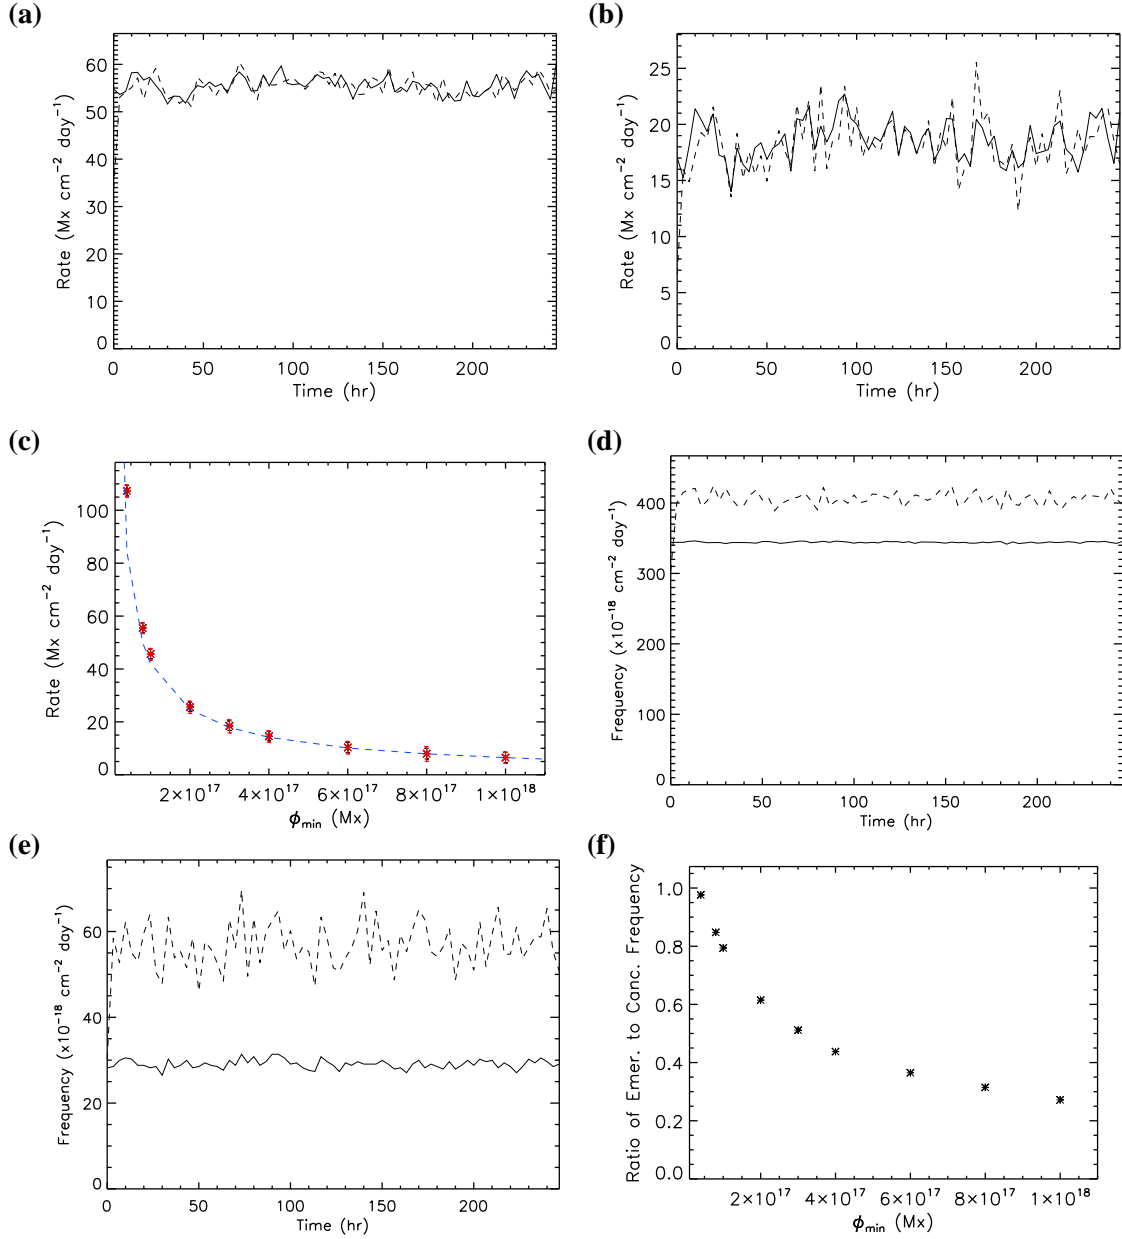 (a)
Rate (Mx cm⁻² day⁻¹)
60
50
40
30
20
10
0
0 50 100 150 200
Time (hr)
(b)
Rate (Mx cm⁻² day⁻¹)
25
20
15
10
5
0
0 50 100 150 200
Time (hr)
(c)
Rate (Mx cm⁻² day⁻¹)
100
80
60
40
20
0
2×10¹⁷ 4×10¹⁷ 6×10¹⁷ 8×10¹⁷ 1×10¹⁸
ϕmin (Mx)
(d)
Frequency (x10⁻¹⁸ cm⁻² day⁻¹)
400
300
200
100
0
0 50 100 150 200
Time (hr)
(e)
Frequency (x10⁻¹⁸ cm⁻² day⁻¹)
60
40
20
0
0 50 100 150 200
Time (hr)
(f)
Ratio of Emer. to Canc. Frequency
1.0
0.8
0.6
0.4
0.2
0.0
2×10¹⁷ 4×10¹⁷ 6×10¹⁷ 8×10¹⁷ 1×10¹⁸
ϕmin (Mx)